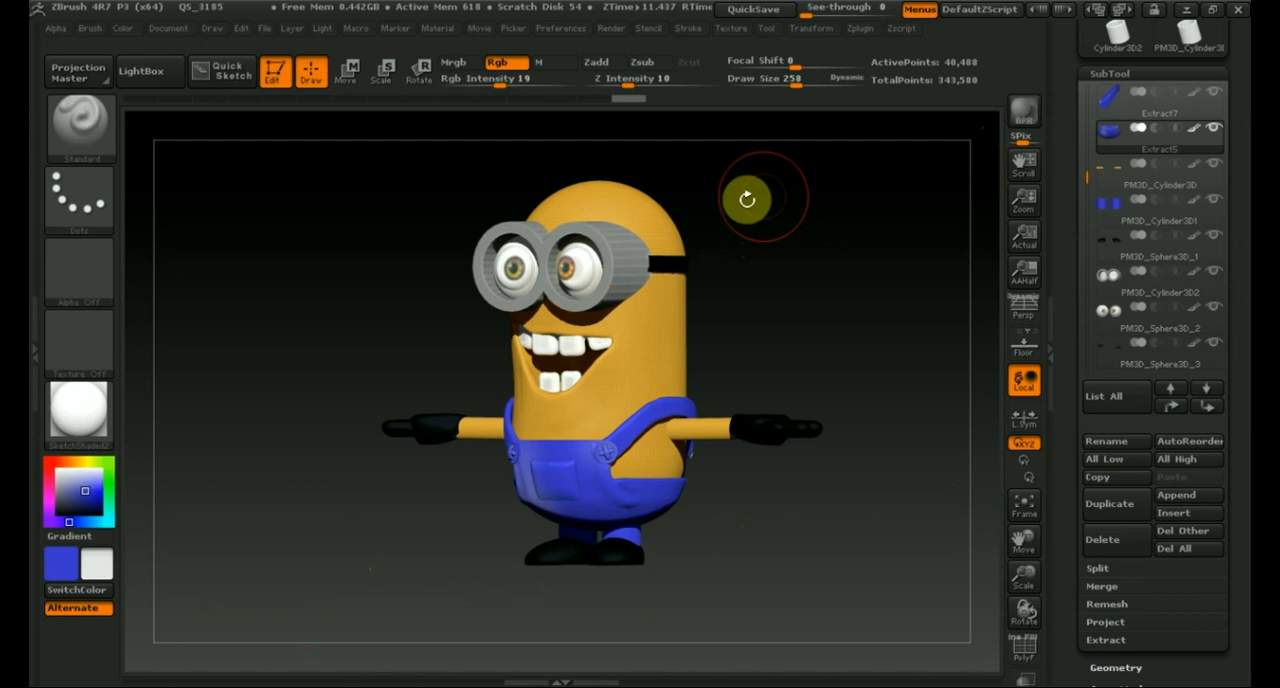 ZBrush 4R7 P3 (x64) QS_3185 • Free Mem 0.442GB • Active Mem 618 • Scratch Disk 54 • ZTime▸11.437 RTime
QuickSave See-through 0 Menus DefaultZScript
Alpha Brush Color Document Draw Edit File Layer Light Macro Marker Material Movie Picker Preferences Render Stencil Stroke Texture Tool Transform Zplugin Zscript
Projection Master
LightBox
Quick Sketch
Edit Draw Move Scale Rotate
Mrgb Rgb M
Rgb Intensity 19
Zadd Zsub Zcut
Z Intensity 10
Focal Shift 0
Draw Size 258 Dynamic
ActivePoints: 40,488
TotalPoints: 343,580
Standard
Dots
Alpha Off
Texture Off
SketchShaded2
Gradient
SwitchColor
Alternate
BPR
SPix
Scroll
Zoom
Actual
AAHalf
Dynamic
Persp
Floor
Local
L.Sym
XYZ
Frame
Move
Scale
Rotate
Line Fill
PolyF
Cylinder3D2 PM3D_Cylinder3D
SubTool
Extract7
Extract5
PM3D_Cylinder3D
PM3D_Cylinder3D1
PM3D_Sphere3D_1
PM3D_Cylinder3D2
PM3D_Sphere3D_2
PM3D_Sphere3D_3
List All
Rename AutoReorder
All Low All High
Copy Paste
Duplicate Append
Insert
Delete Del Other
Del All
Split
Merge
Remesh
Project
Extract
Geometry